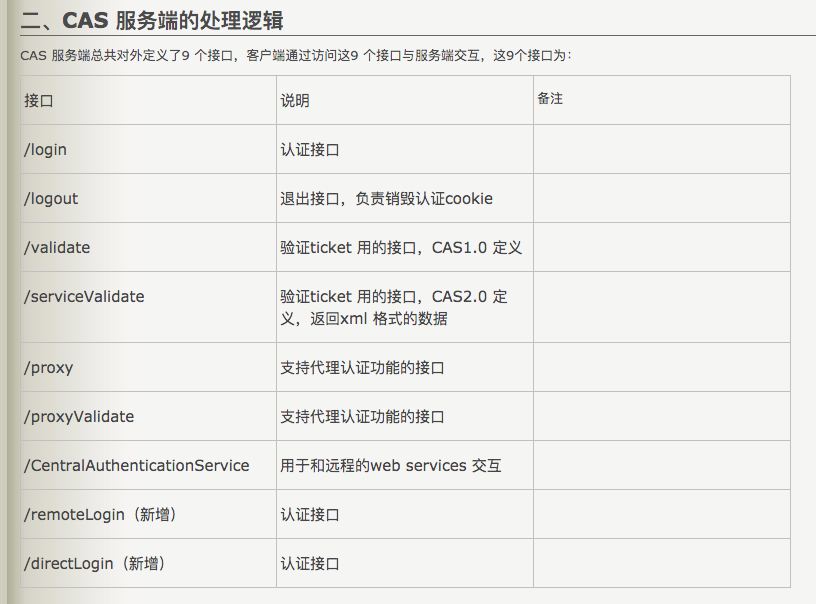 二、CAS 服务端的处理逻辑
CAS 服务端总共对外定义了9 个接口，客户端通过访问这9 个接口与服务端交互，这9个接口为：
接口 说明 备注
/login 认证接口
/logout 退出接口，负责销毁认证cookie
/validate 验证ticket 用的接口，CAS1.0 定义
/serviceValidate 验证ticket 用的接口，CAS2.0 定
义，返回xml 格式的数据
/proxy 支持代理认证功能的接口
/proxyValidate 支持代理认证功能的接口
/CentralAuthenticationService 用于和远程的web services 交互
/remoteLogin（新增） 认证接口
/directLogin（新增） 认证接口